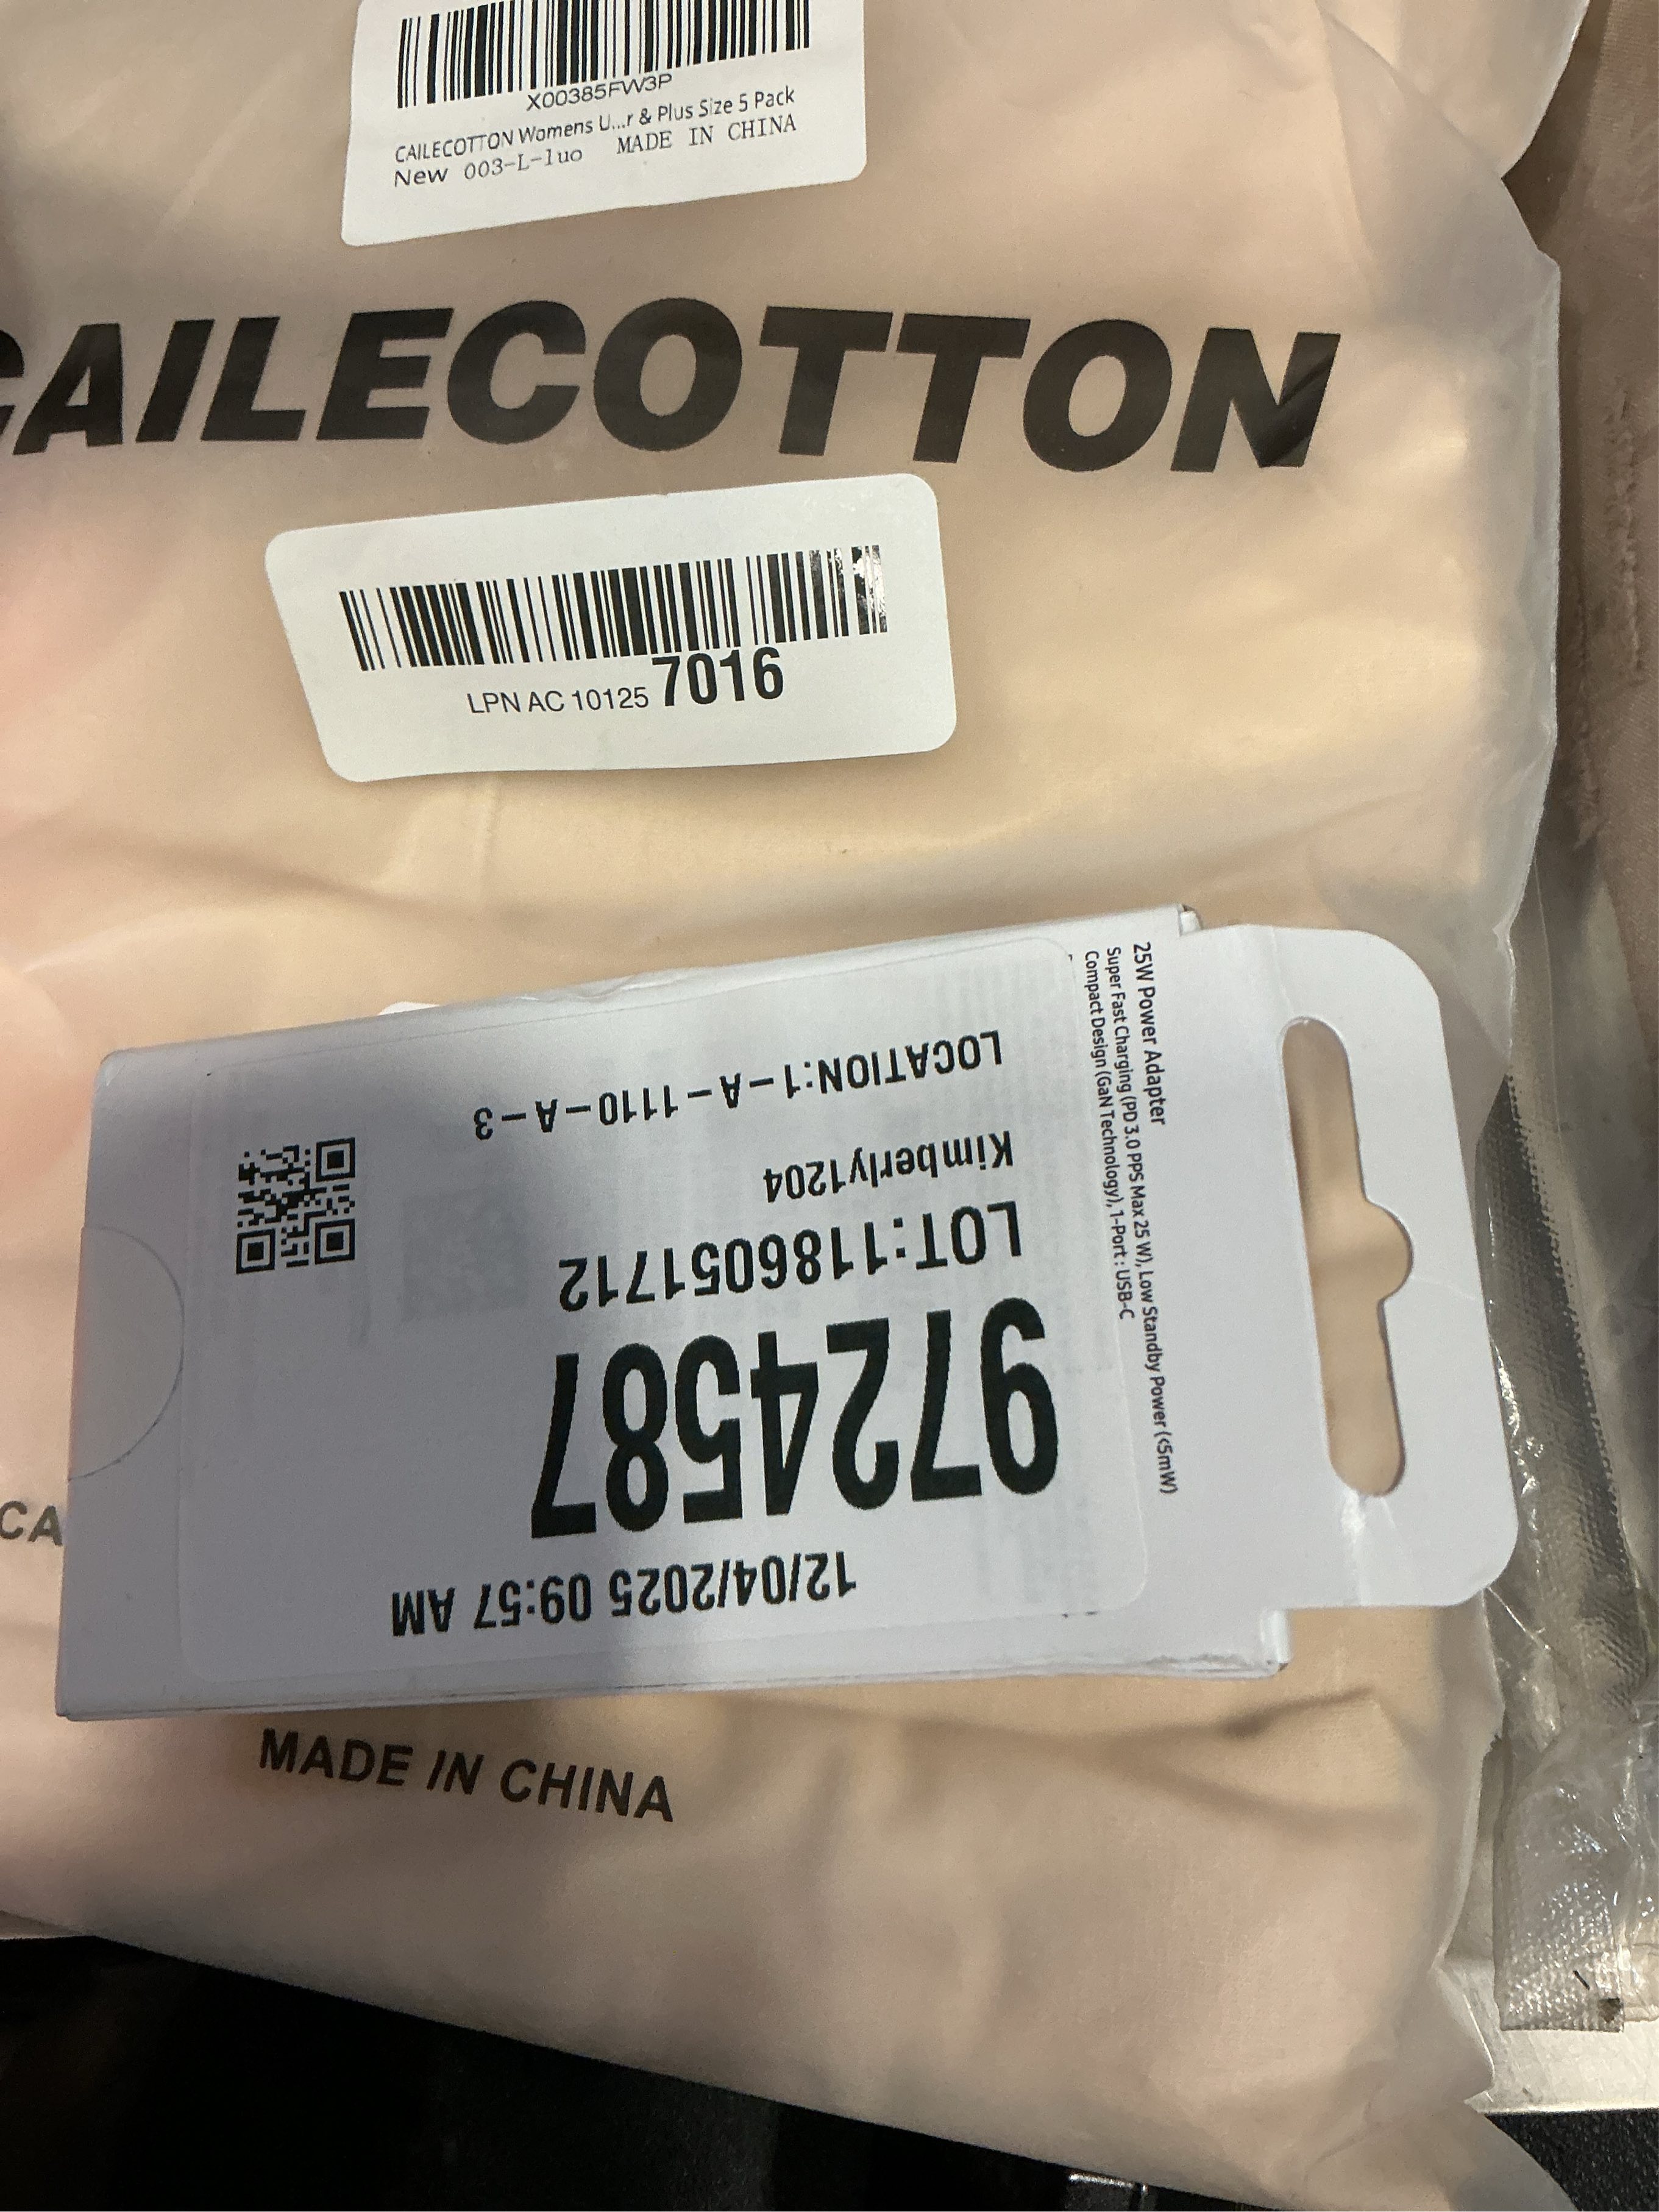 X00385FW3P
CAILECOTTON Womens U...r & Plus Size 5 Pack
New 003-L-luo MADE IN CHINA
CAILECOTTON
LPN AC 10125 7016
25W Power Adapter
Super Fast Charging (PD 3.0 PPS Max 25 W), Low Standby Power (<5mW)
Compact Design (GaN Technology), 1-Port : USB-C
12/04/2025 09:57 AM
9724587
LOT:1186051712
Kimberly1204
LOCATION:1-A-1110-A-3
CA
MADE IN CHINA